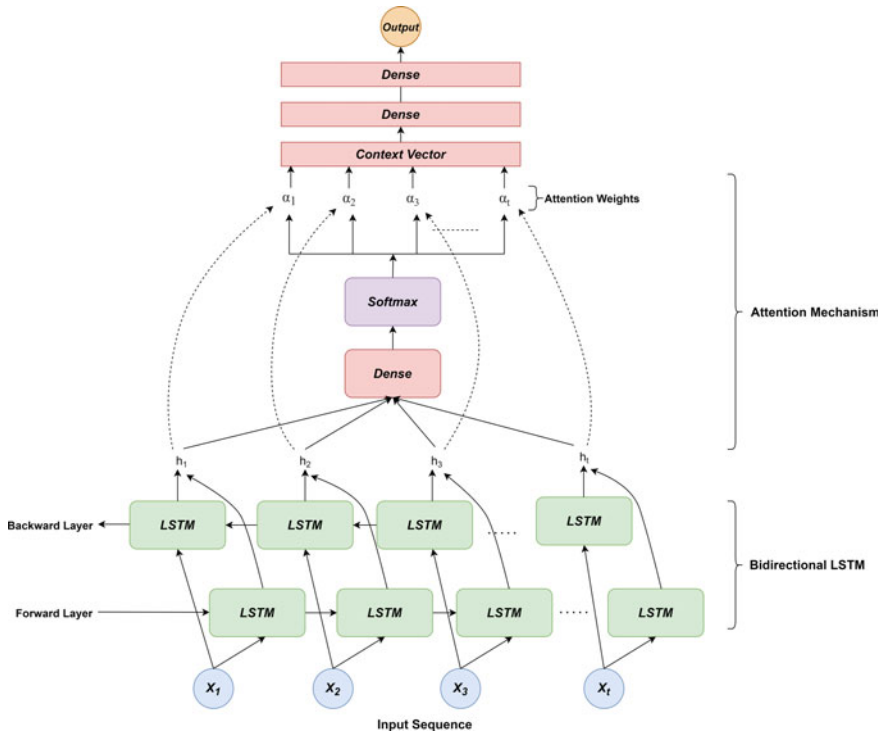 Output
Dense
Dense
Context Vector
α1 α2 α3 αt
Attention Weights
..........
Softmax
Attention Mechanism
Dense
h1 h2 h3 ht
Backward Layer
LSTM LSTM LSTM ..... LSTM
Bidirectional LSTM
Forward Layer
LSTM LSTM LSTM ..... LSTM
X1 X2 X3 Xt
Input Sequence